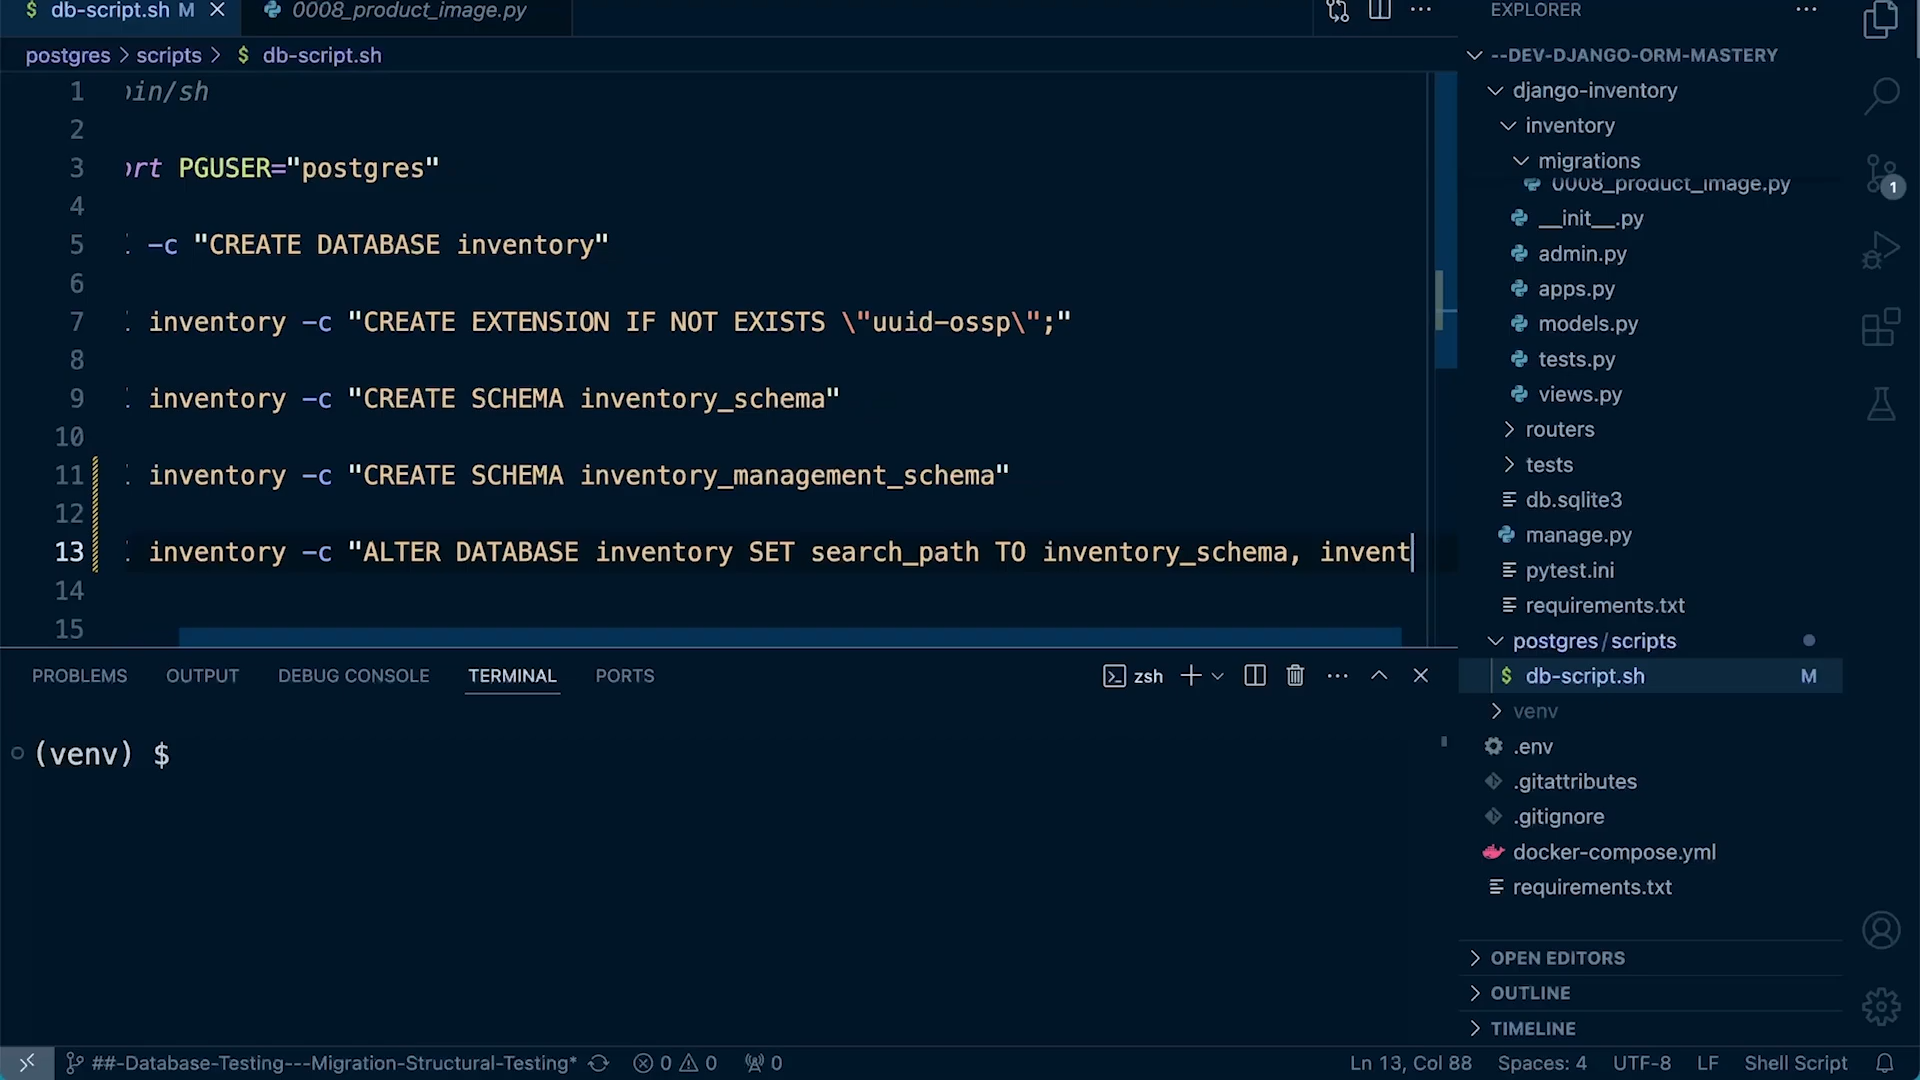 $ db-script.sh M
0008_product_image.py
postgres > scripts > $ db-script.sh
1 bin/sh
2
3 ort PGUSER="postgres"
4
5 -c "CREATE DATABASE inventory"
6
7 inventory -c "CREATE EXTENSION IF NOT EXISTS \"uuid-ossp\";"
8
9 inventory -c "CREATE SCHEMA inventory_schema"
10
11 inventory -c "CREATE SCHEMA inventory_management_schema"
12
13 inventory -c "ALTER DATABASE inventory SET search_path TO inventory_schema, invent
14
15
PROBLEMS OUTPUT DEBUG CONSOLE TERMINAL PORTS
zsh
(venv) $
EXPLORER
--DEV-DJANGO-ORM-MASTERY
django-inventory
inventory
migrations
0008_product_image.py
__init__.py
admin.py
apps.py
models.py
tests.py
views.py
routers
tests
db.sqlite3
manage.py
pytest.ini
requirements.txt
postgres/scripts
$ db-script.sh M
venv
.env
.gitattributes
.gitignore
docker-compose.yml
requirements.txt
OPEN EDITORS
OUTLINE
TIMELINE
1
##-Database-Testing---Migration-Structural-Testing* 0 0 0
Ln 13, Col 88 Spaces: 4 UTF-8 LF Shell Script